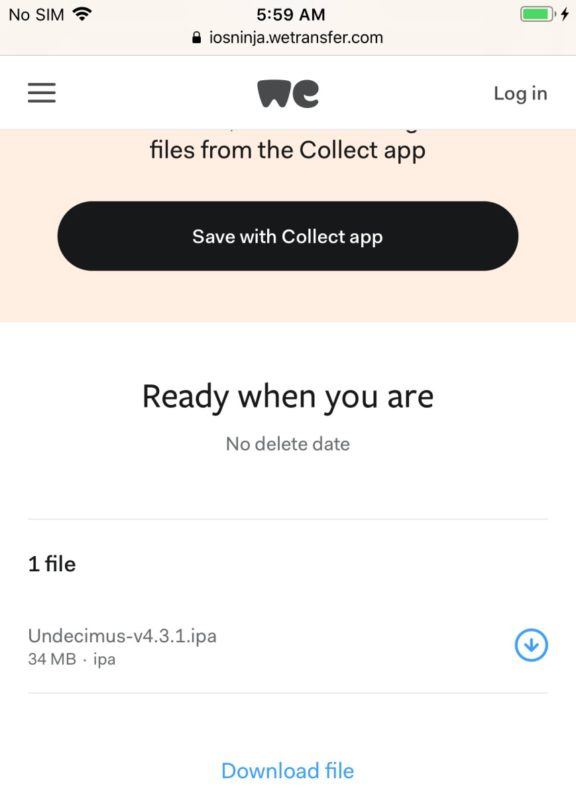 No SIM 5:59 AM
iosninja.wetransfer.com
we Log in
files from the Collect app
Save with Collect app
Ready when you are
No delete date
1 file
Undecimus-v4.3.1.ipa
34 MB · ipa
Download file